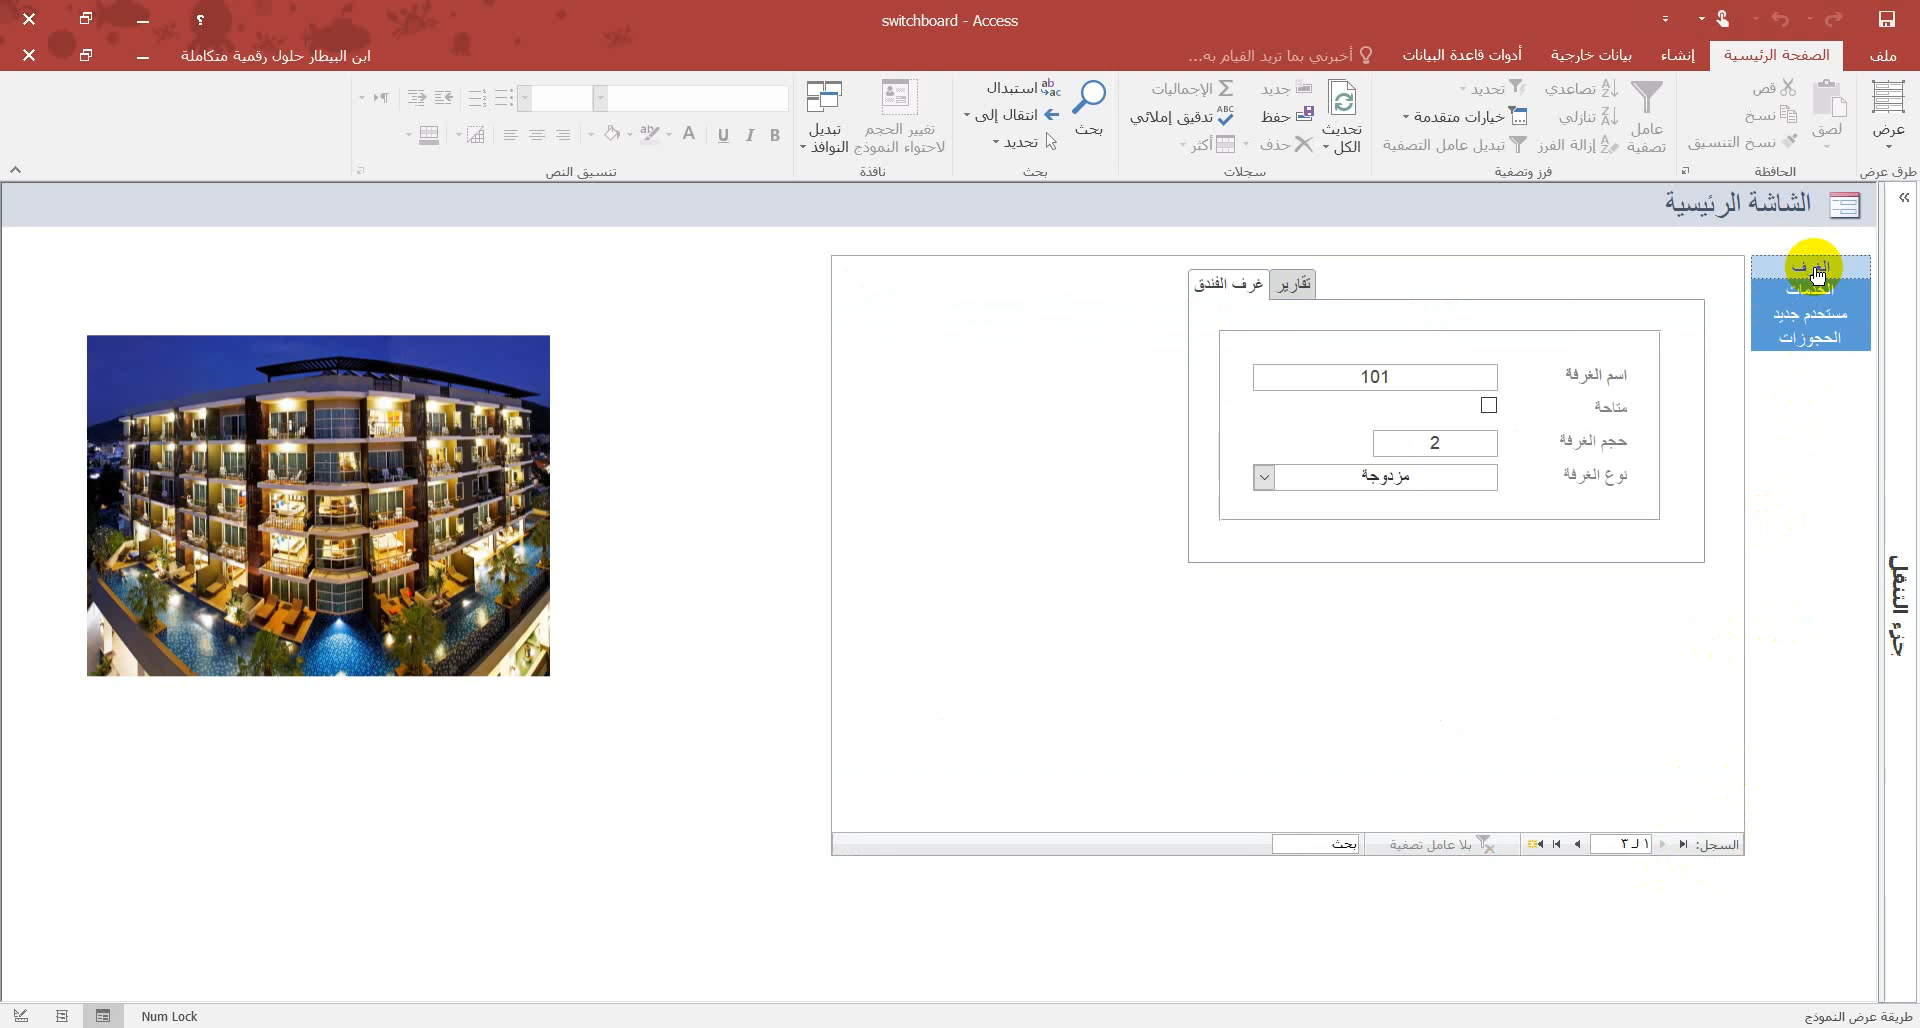 switchboard - Access
؟
ملف
الصفحة الرئيسية
إنشاء
بيانات خارجية
أدوات قاعدة البيانات
أخبرني بما تريد القيام به...
ابن البيطار حلول رقمية متكاملة
عرض
طرق عرض
لصق
قص
نسخ
نسخ التنسيق
الحافظة
عامل تصفية
تصاعدي
تنازلي
إزالة الفرز
تحديد
خيارات متقدمة
تبديل عامل التصفية
فرز وتصفية
تحديث الكل
جديد
حفظ
حذف
الإجماليات
تدقيق إملائي
أكثر
سجلات
بحث
استبدال
انتقال إلى
تحديد
بحث
تغيير الحجم
لاحتواء النموذج
تبديل
النوافذ
نافذة
B I U A
تنسيق النص
الشاشة الرئيسية
الغرف
الخدمات
مستخدم جديد
الحجوزات
جزء التنقل
تقارير
غرف الفندق
اسم الغرفة
101
متاحة
حجم الغرفة
2
نوع الغرفة
مزدوجة
السجل:
١ لـ ٣
بلا عامل تصفية
بحث
طريقة عرض النموذج
Num Lock